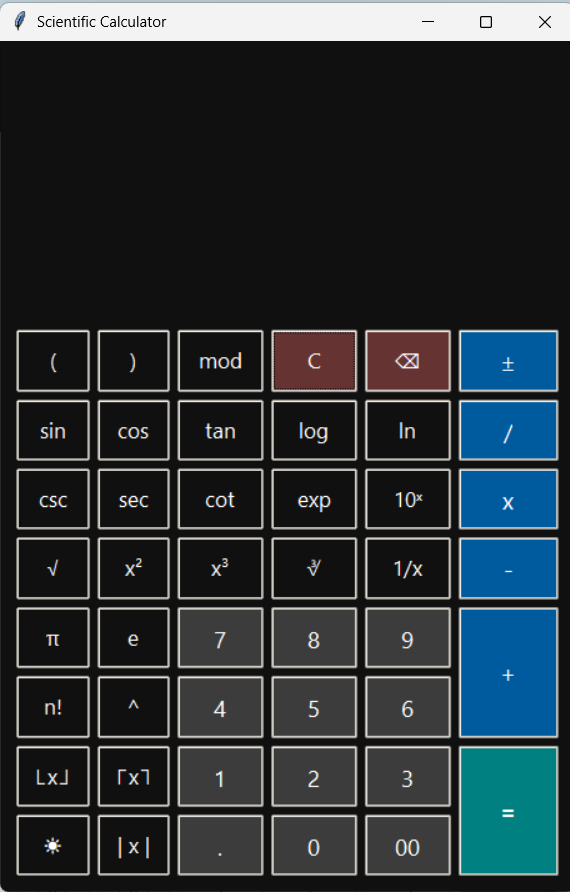 Scientific Calculator
( ) mod C ⌫ ±
sin cos tan log ln /
csc sec cot exp 10ˣ x
√ x² x³ ∛ 1/x -
π e 7 8 9
+
n! ^ 4 5 6
⌊x⌋ ⌈x⌉ 1 2 3
=
☀ |x| . 0 00